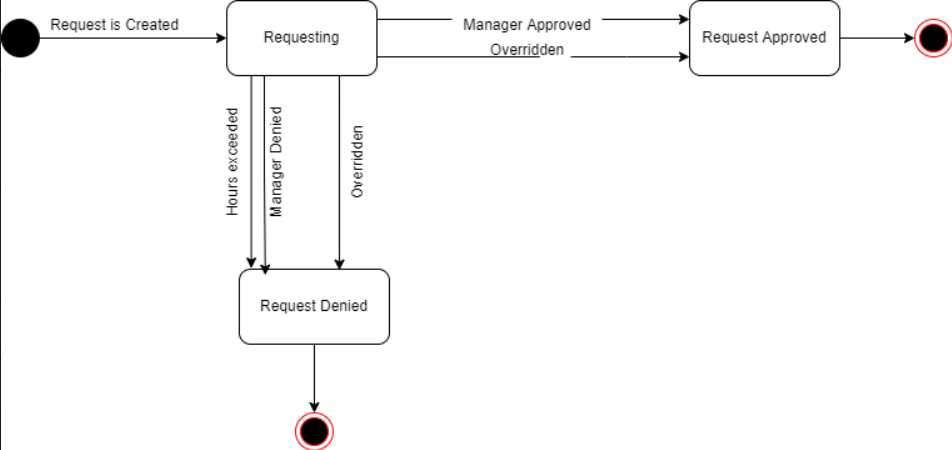 Request is Created
Requesting
Manager Approved
Overridden
Request Approved
Hours exceeded
Manager Denied
Overridden
Request Denied